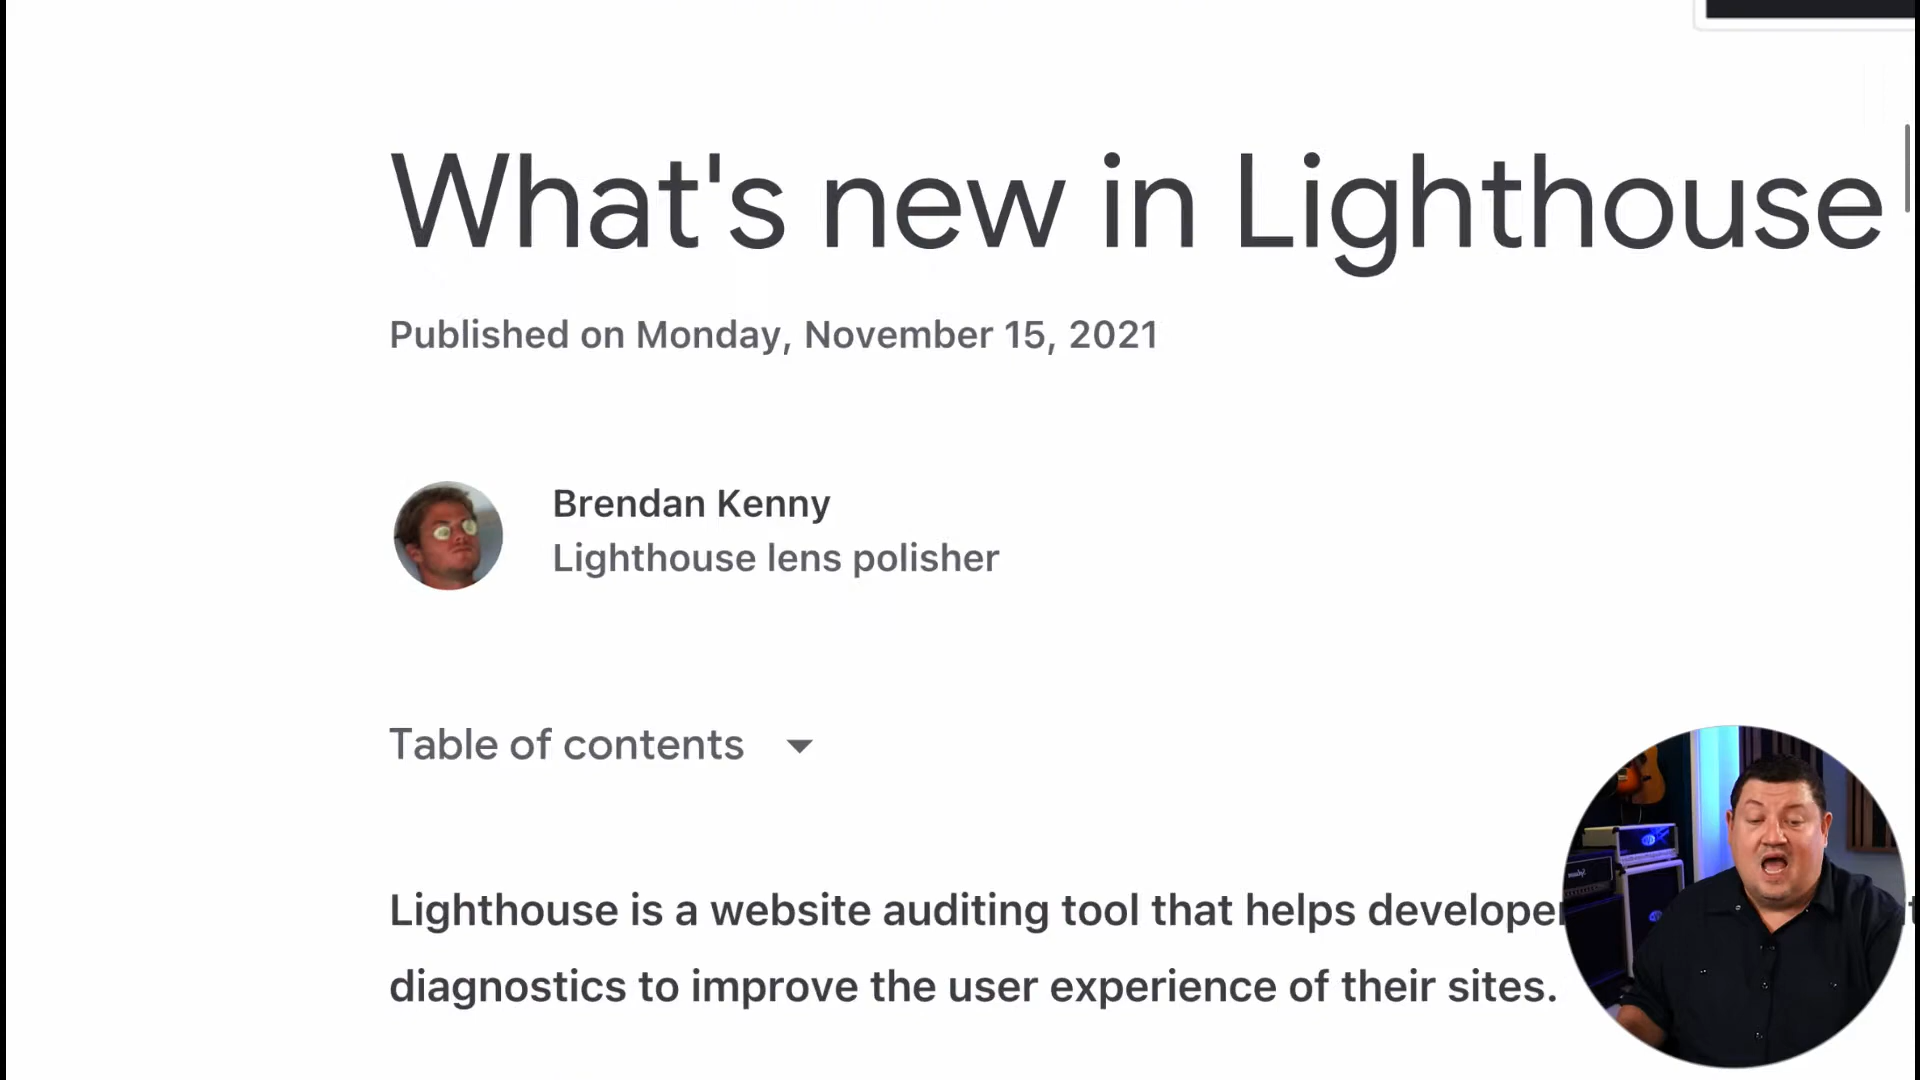 What's new in Lighthouse
Published on Monday, November 15, 2021
Brendan Kenny
Lighthouse lens polisher
Table of contents
Lighthouse is a website auditing tool that helps
diagnostics to improve the user experience of their sites.